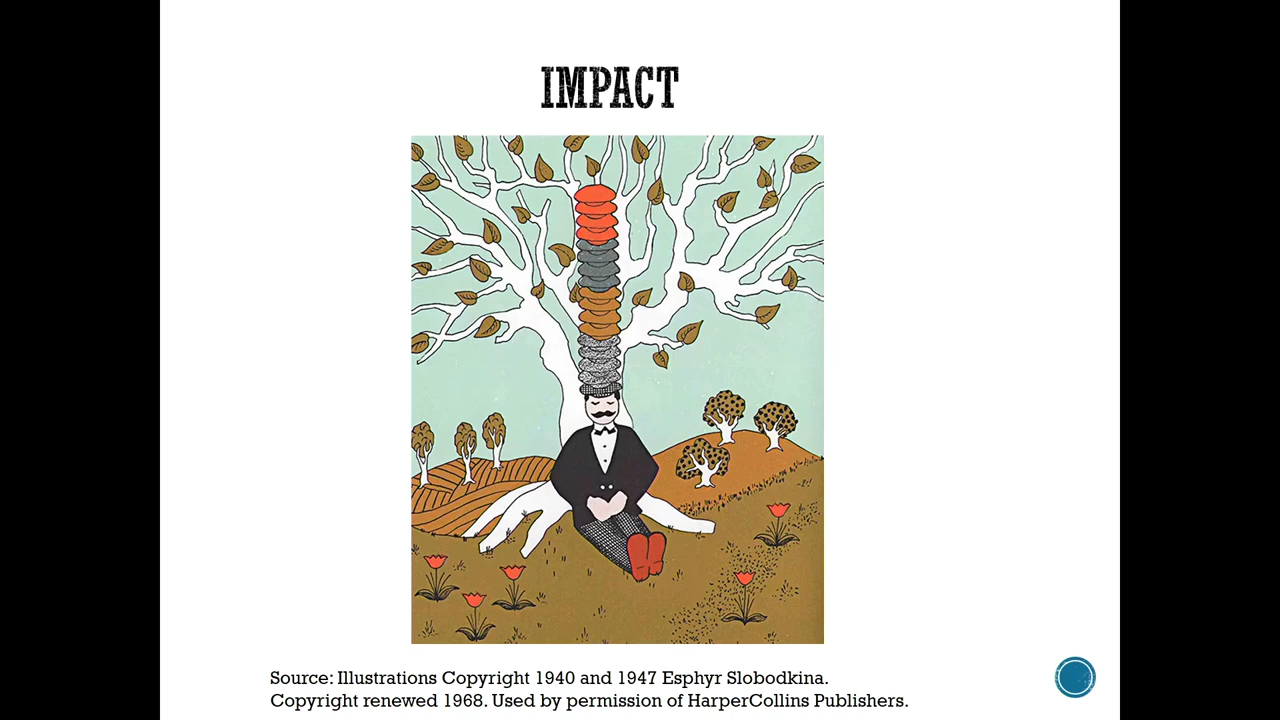 IMPACT
Source: Illustrations Copyright 1940 and 1947 Esphyr Slobodkina.
Copyright renewed 1968. Used by permission of HarperCollins Publishers.